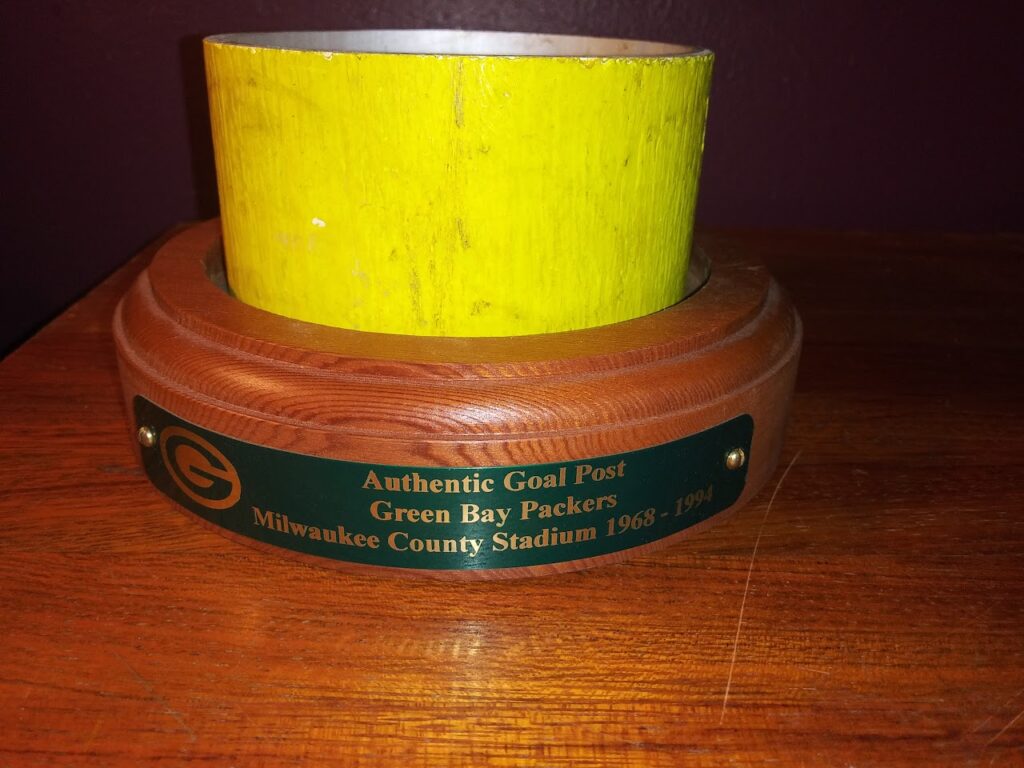 G
Authentic Goal Post
Green Bay Packers
Milwaukee County Stadium 1968 - 1994